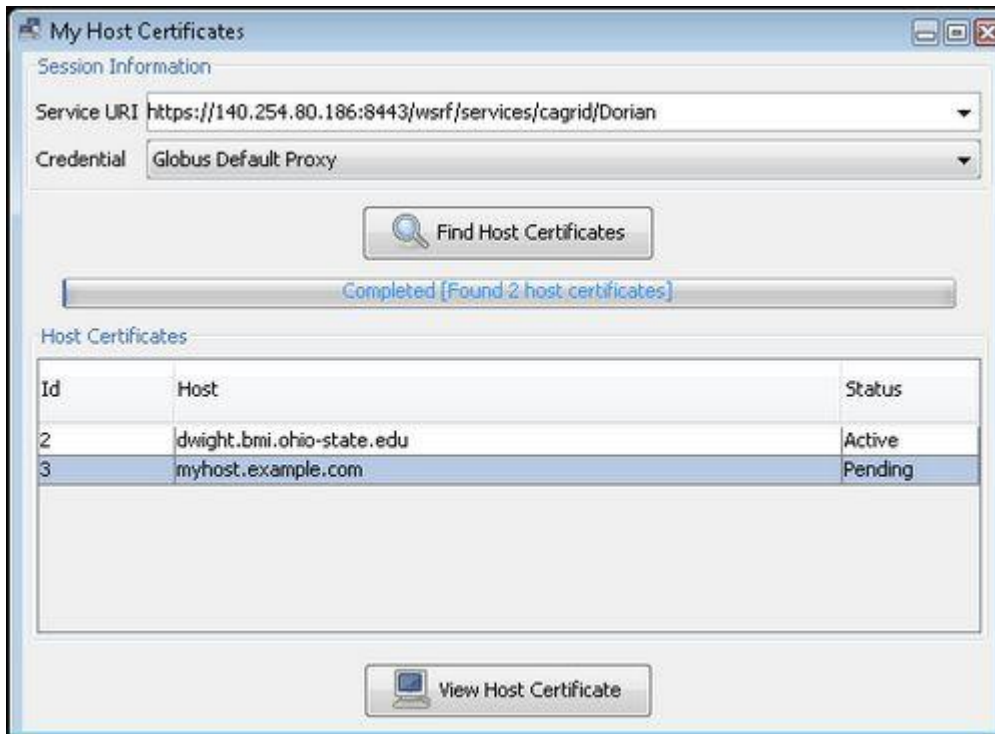 My Host Certificates
Session Information
Service URI https://140.254.80.186:8443/wsrf/services/cagrid/Dorian
Credential Globus Default Proxy
Find Host Certificates
Completed [Found 2 host certificates]
Host Certificates
Id Host Status
2 dwight.bmi.ohio-state.edu Active
3 myhost.example.com Pending
View Host Certificate